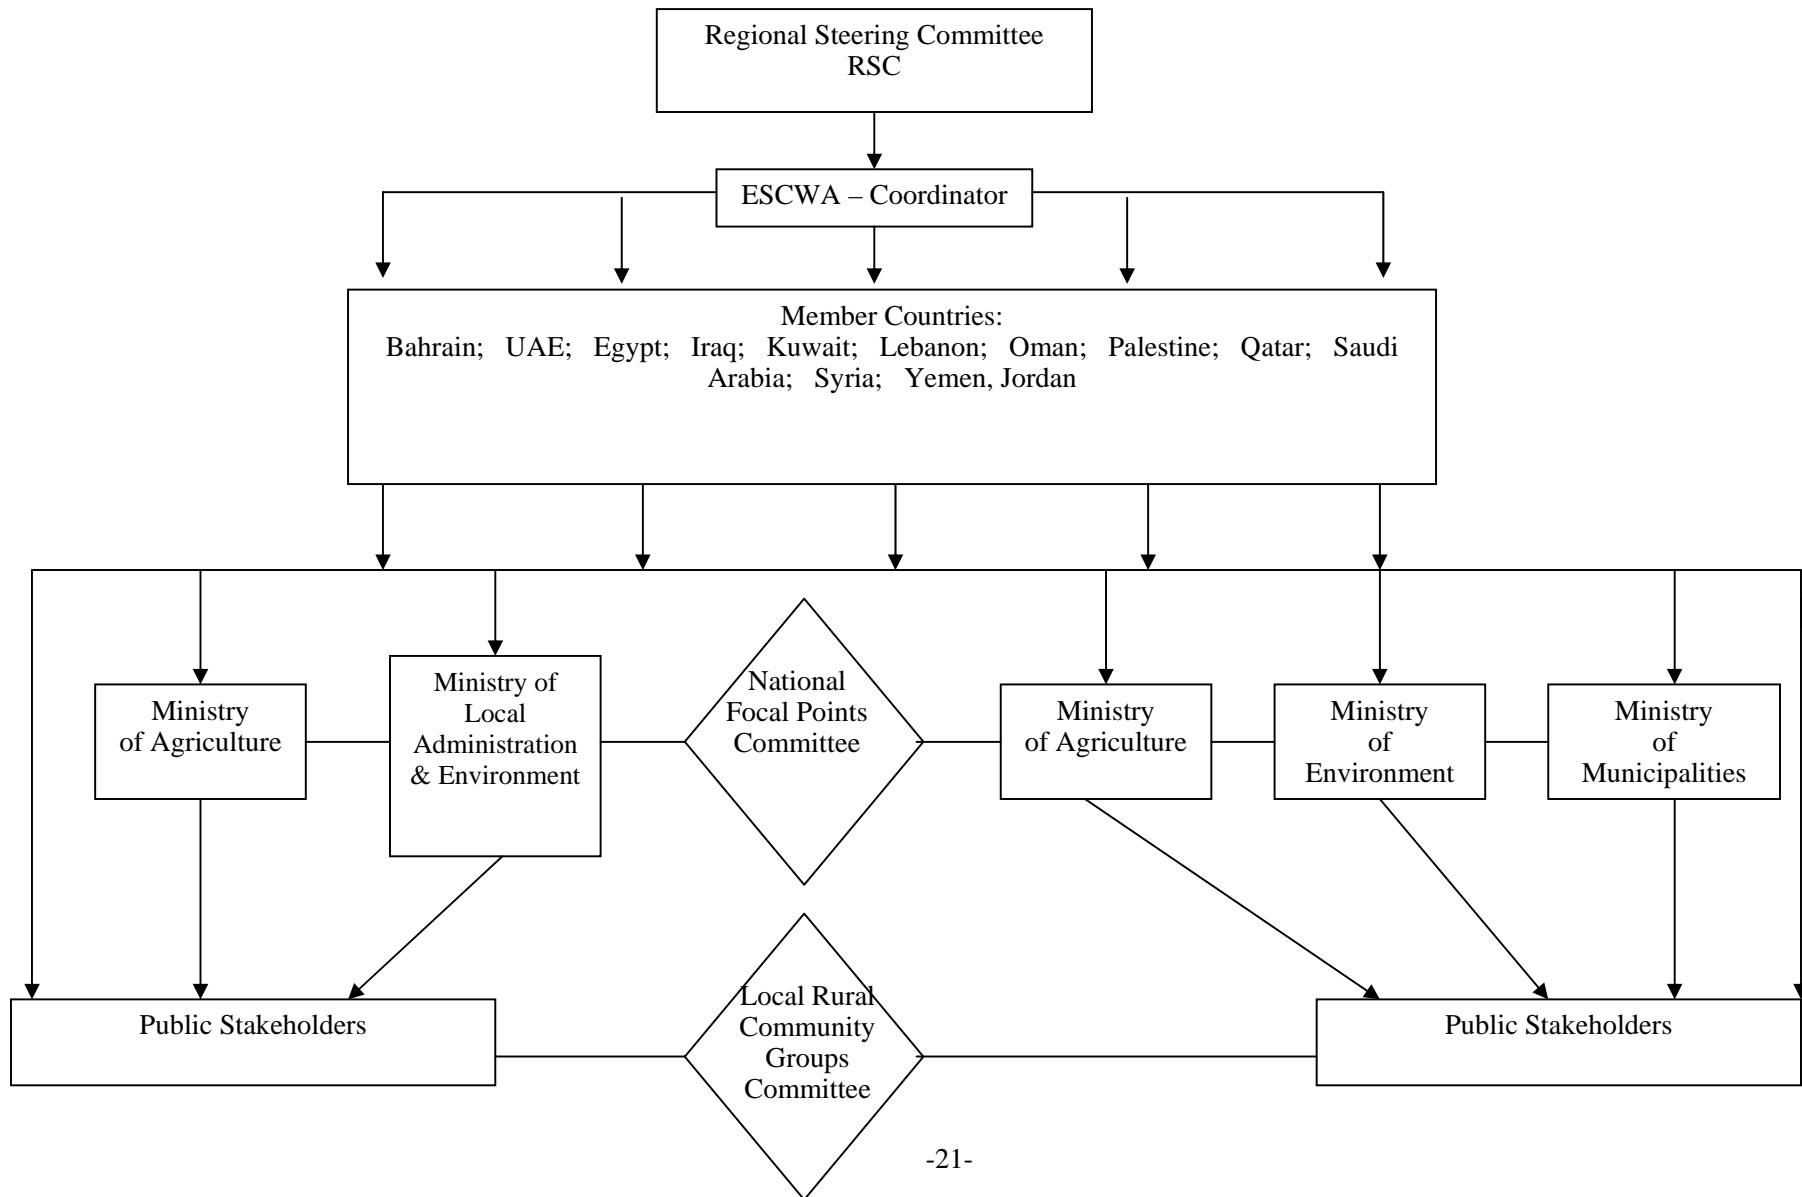 Regional Steering Committee
RSC
ESCWA – Coordinator
Member Countries:
Bahrain; UAE; Egypt; Iraq; Kuwait; Lebanon; Oman; Palestine; Qatar; Saudi
Arabia; Syria; Yemen, Jordan
Ministry
of Agriculture
Ministry of
Local
Administration
& Environment
National
Focal Points
Committee
Ministry
of Agriculture
Ministry
of
Environment
Ministry
of
Municipalities
Public Stakeholders
Local Rural
Community
Groups
Committee
Public Stakeholders
-21-